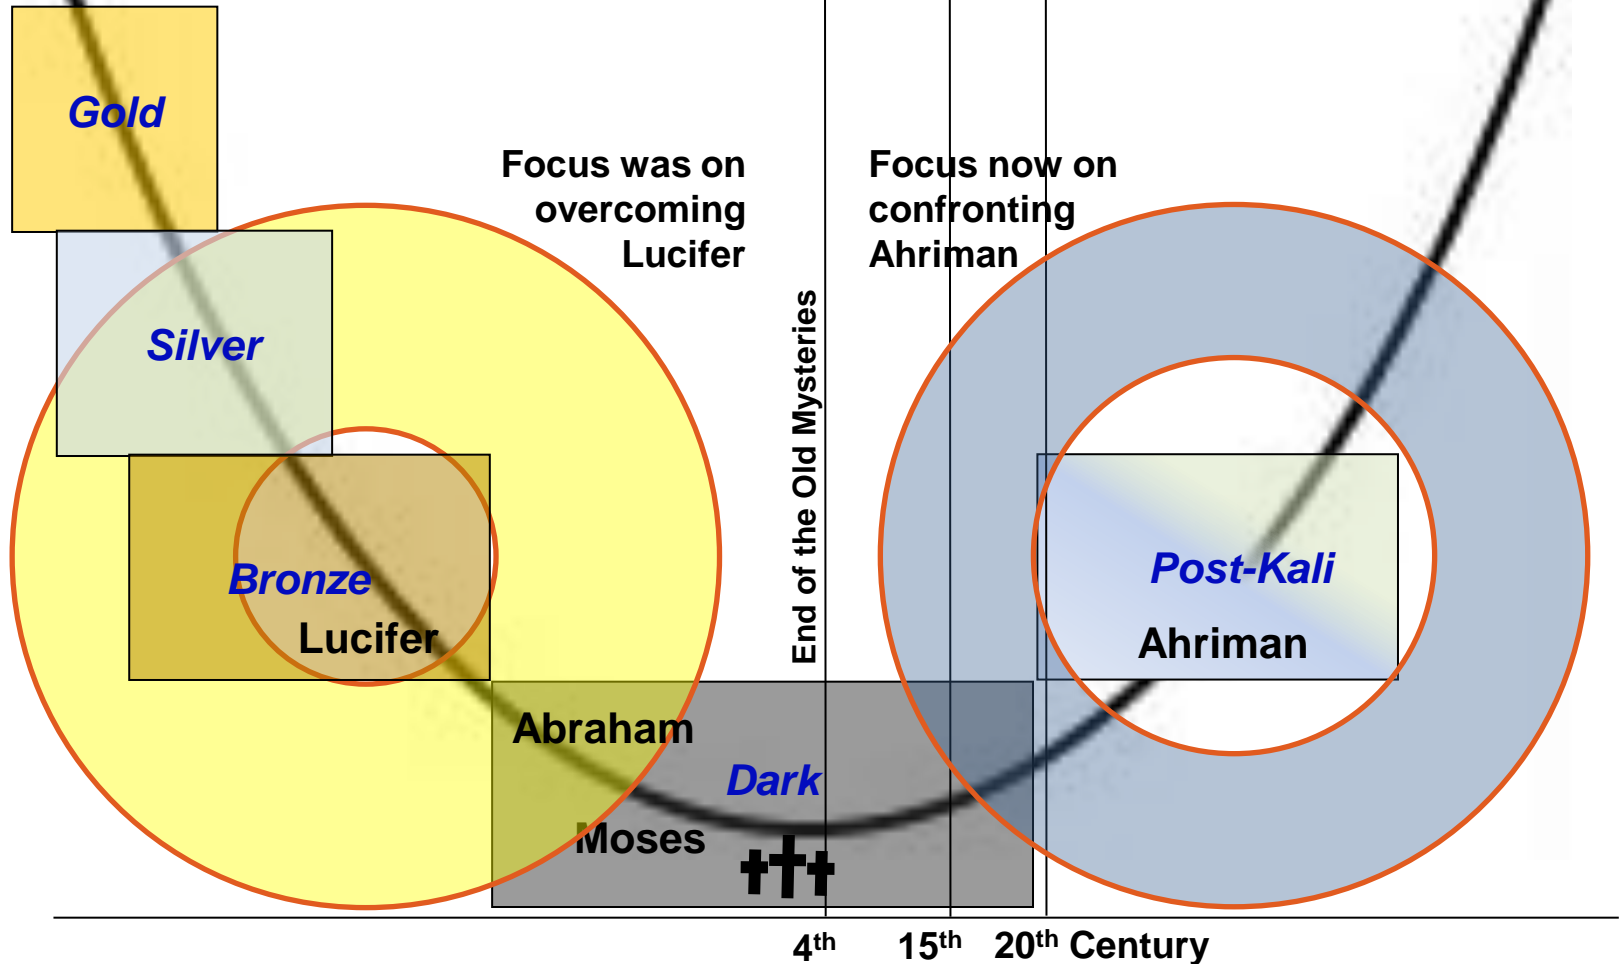 Gold
Focus was on
overcoming
Lucifer
Focus now on
confronting
Ahriman
Silver
End of the Old Mysteries
Bronze
Lucifer
Post-Kali
Ahriman
Abraham
Dark
Moses
4th
15th
20th Century